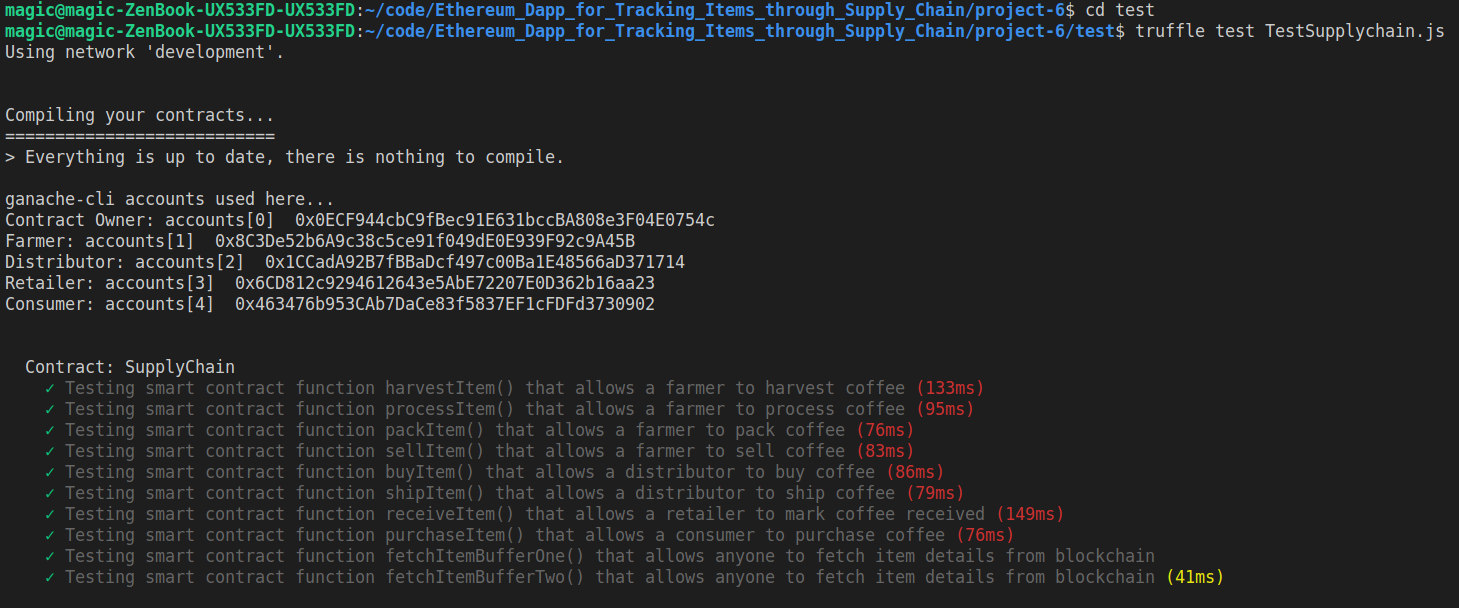 magic@magic-ZenBook-UX533FD-UX533FD:~/code/Ethereum_Dapp_for_Tracking_Items_through_Supply_Chain/project-6$ cd test
magic@magic-ZenBook-UX533FD-UX533FD:~/code/Ethereum_Dapp_for_Tracking_Items_through_Supply_Chain/project-6/test$ truffle test TestSupplychain.js
Using network 'development'.
Compiling your contracts...
===========================
> Everything is up to date, there is nothing to compile.
ganache-cli accounts used here...
Contract Owner: accounts[0]  0x0ECF944cbC9fBec91E631bccBA808e3F04E0754c
Farmer: accounts[1]  0x8C3De52b6A9c38c5ce91f049dE0E939F92c9A45B
Distributor: accounts[2]  0x1CCadA92B7fBBaDcf497c00Ba1E48566aD371714
Retailer: accounts[3]  0x6CD812c9294612643e5AbE72207E0D362b16aa23
Consumer: accounts[4]  0x463476b953CAb7DaCe83f5837EF1cFDFd3730902
Contract: SupplyChain
✓ Testing smart contract function harvestItem() that allows a farmer to harvest coffee (133ms)
✓ Testing smart contract function processItem() that allows a farmer to process coffee (95ms)
✓ Testing smart contract function packItem() that allows a farmer to pack coffee (76ms)
✓ Testing smart contract function sellItem() that allows a farmer to sell coffee (83ms)
✓ Testing smart contract function buyItem() that allows a distributor to buy coffee (86ms)
✓ Testing smart contract function shipItem() that allows a distributor to ship coffee (79ms)
✓ Testing smart contract function receiveItem() that allows a retailer to mark coffee received (149ms)
✓ Testing smart contract function purchaseItem() that allows a consumer to purchase coffee (76ms)
✓ Testing smart contract function fetchItemBufferOne() that allows anyone to fetch item details from blockchain
✓ Testing smart contract function fetchItemBufferTwo() that allows anyone to fetch item details from blockchain (41ms)